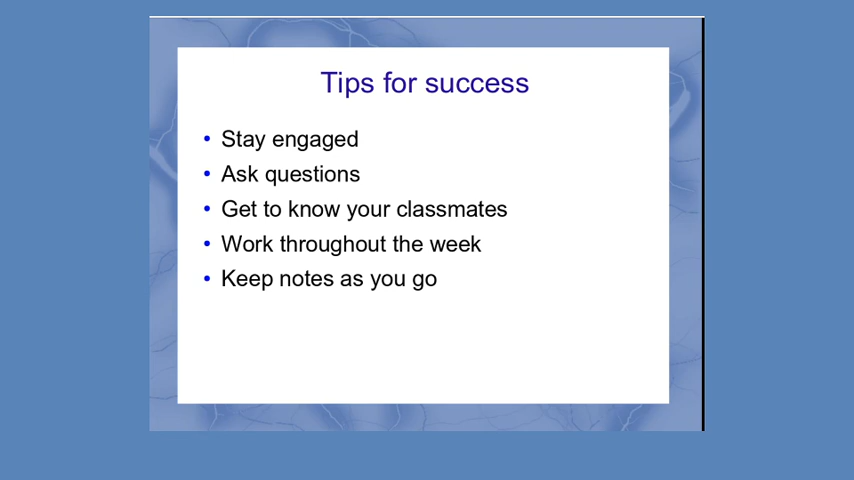 Tips for success
• Stay engaged
• Ask questions
• Get to know your classmates
• Work throughout the week
• Keep notes as you go